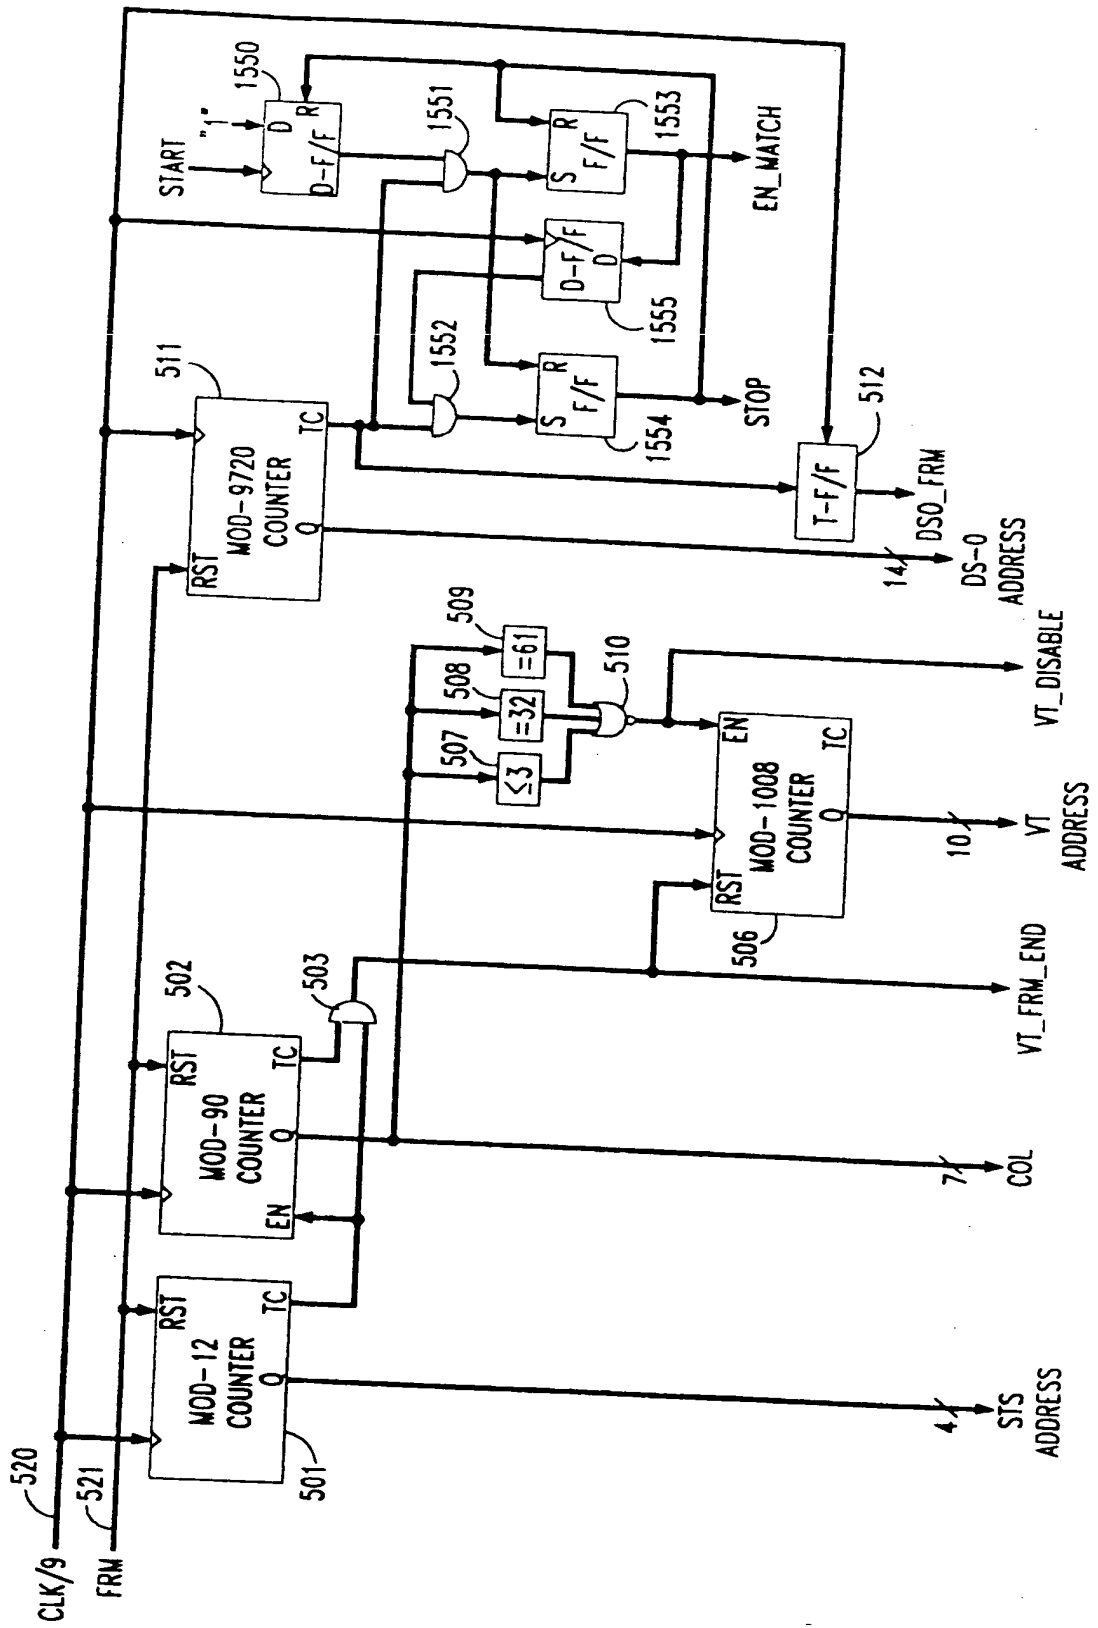 CLK/9
520
FRM
521
MOD-12
COUNTER
RST
Q
TC
501
STS
ADDRESS
4
502
MOD-90
COUNTER
RST
EN
Q
TC
503
7
COL
VT_FRM_END
507
≤3
508
=32
509
=61
510
506
MOD-1008
COUNTER
RST
EN
Q
TC
10
VT
ADDRESS
VT_DISABLE
511
MOD-9720
COUNTER
RST
Q
TC
14
DS-0
ADDRESS
512
T-F/F
DSO_FRM
START
"1"
1550
D
R
D-F/F
1551
1552
1553
S
R
F/F
EN_MATCH
1555
D-F/F
D
1554
S
R
F/F
STOP